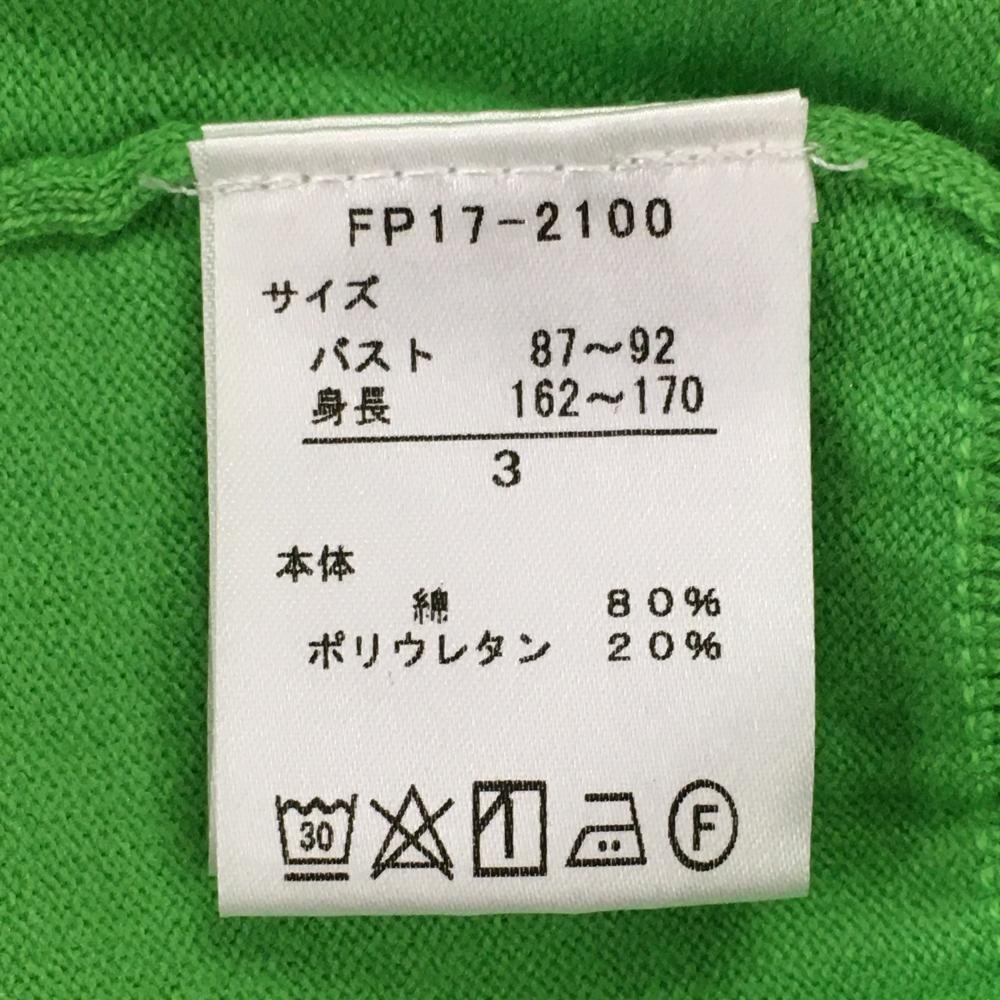 FP17-2100
サイズ
バスト 87～92
身長 162～170
3
本体
綿 80%
ポリウレタン 20%
30 F